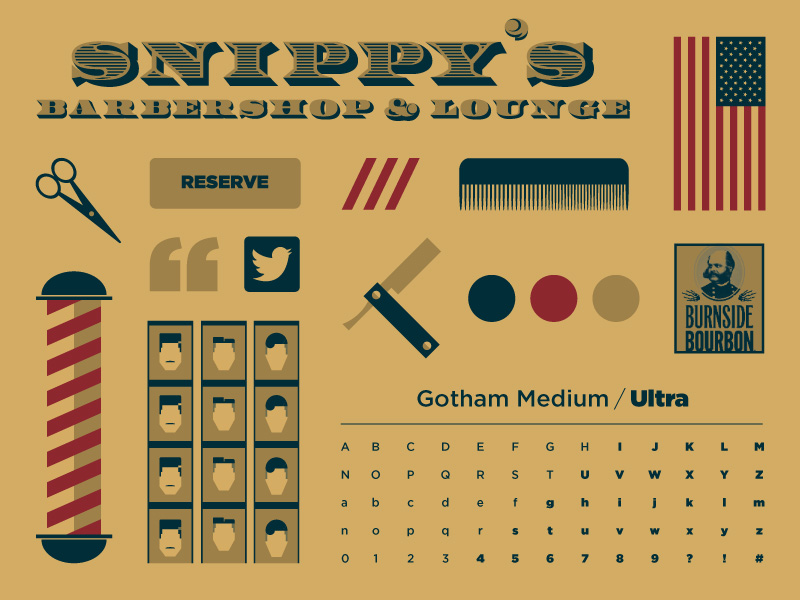 SNIPPY'S
BARBERSHOP & LOUNGE
RESERVE
BURNSIDE
BOURBON
Gotham Medium / Ultra
A B C D E F G H I J K L M
N O P Q R S T U V W X Y Z
a b c d e f g h i j k l m
n o p q r s t u v w x y z
0 1 2 3 4 5 6 7 8 9 ? ! #